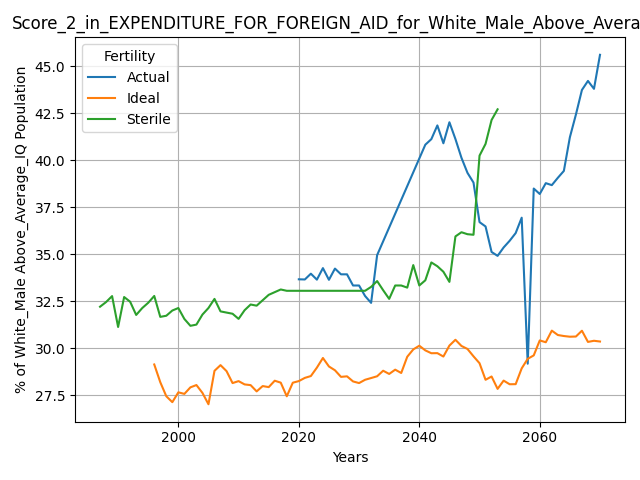 Score_2_in_EXPENDITURE_FOR_FOREIGN_AID_for_White_Male_Above_Avera
Fertility
Actual
Ideal
Sterile
% of White_Male Above_Average_IQ Population
45.0
42.5
40.0
37.5
35.0
32.5
30.0
27.5
2000
2020
2040
2060
Years